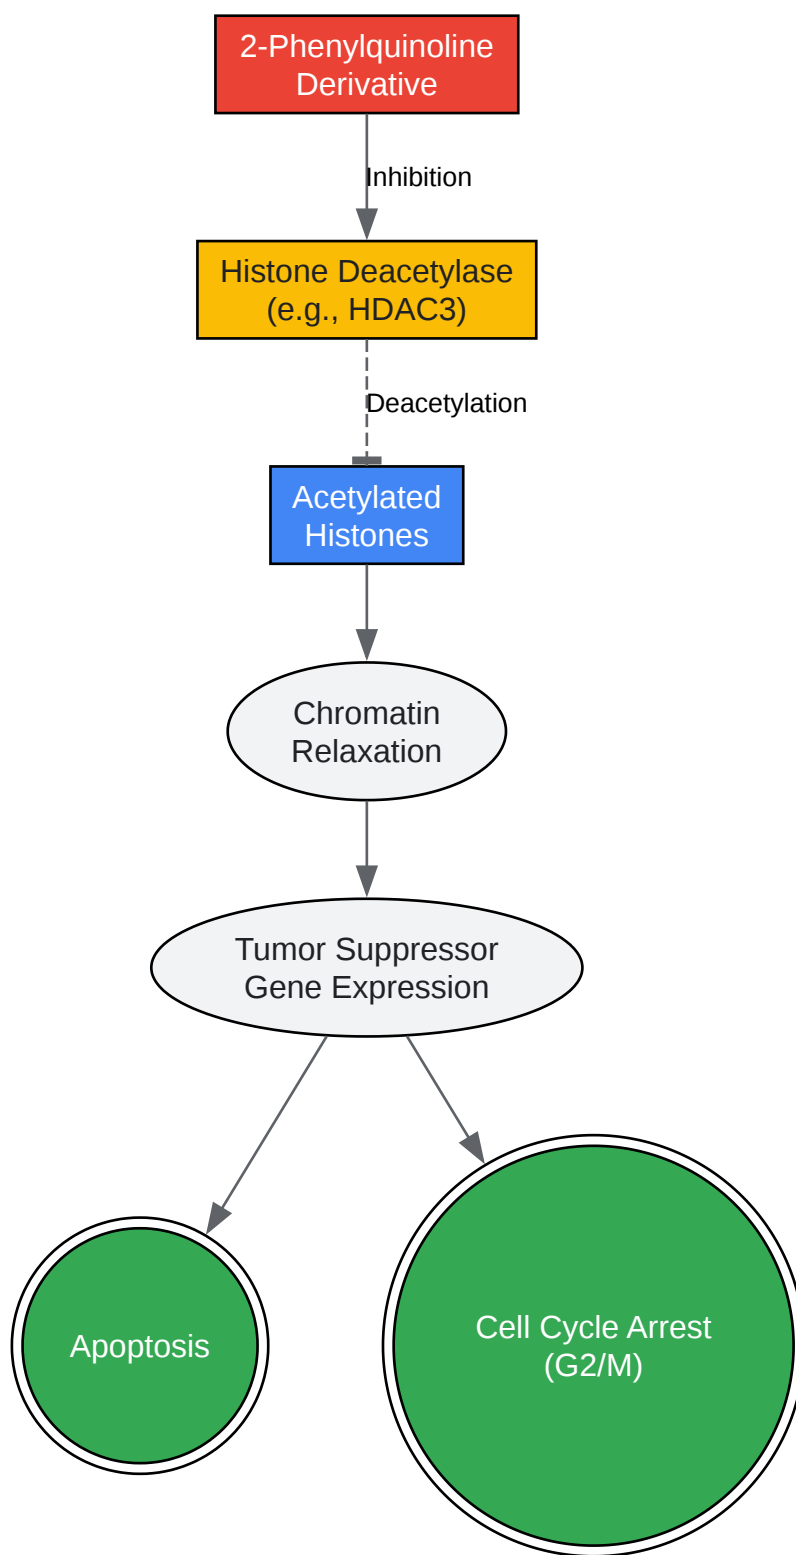 2-Phenylquinoline
Derivative
Inhibition
Histone Deacetylase
(e.g., HDAC3)
Deacetylation
Acetylated
Histones
Chromatin
Relaxation
Tumor Suppressor
Gene Expression
Apoptosis
Cell Cycle Arrest
(G2/M)